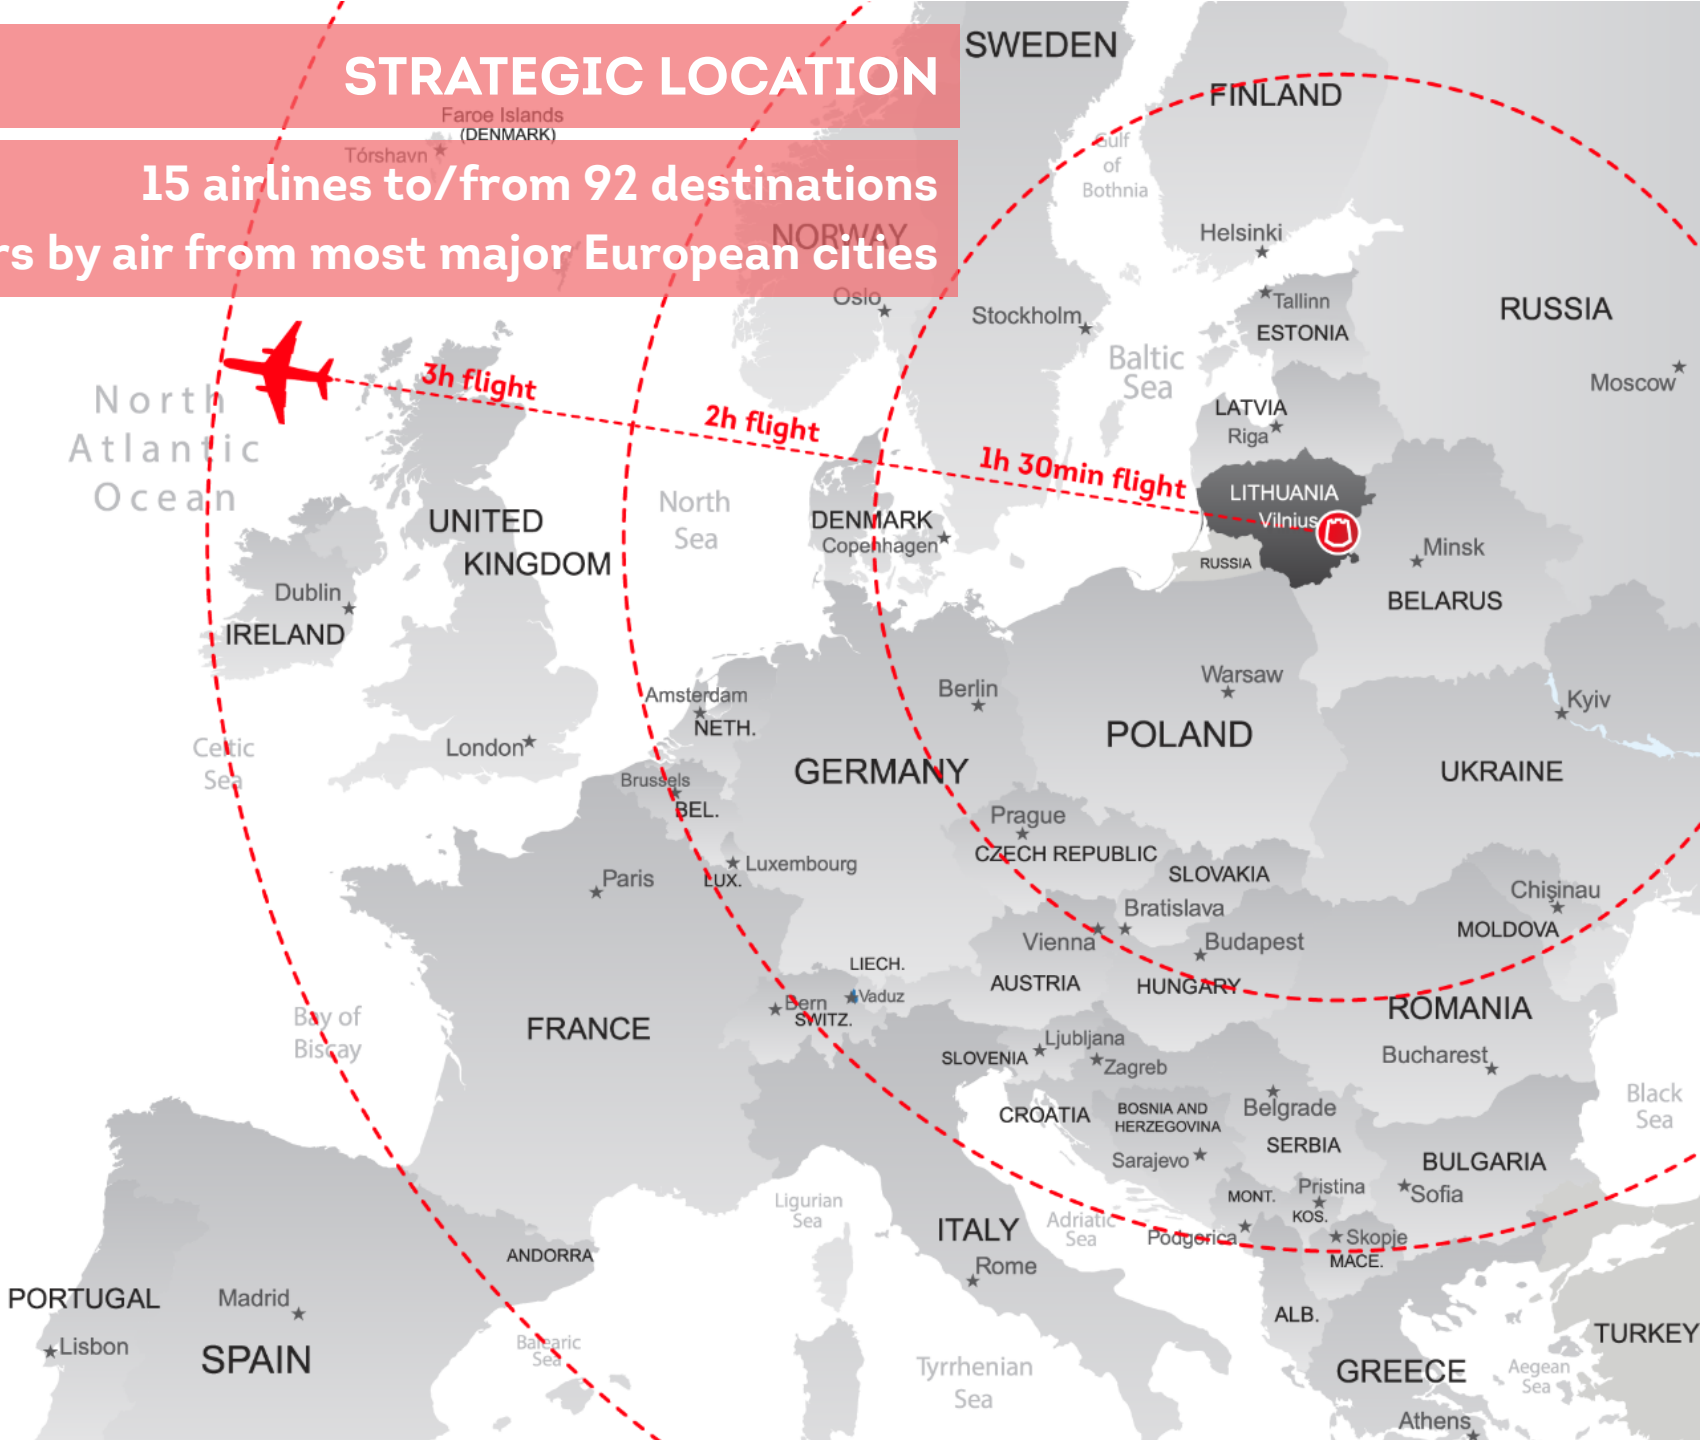 STRATEGIC LOCATION
Faroe Islands
(DENMARK)
Tórshavn
15 airlines to/from 92 destinations
by air from most major European cities
SWEDEN
FINLAND
Gulf
of
Bothnia
NORWAY
Oslo
Helsinki
Tallinn
ESTONIA
Stockholm
RUSSIA
Moscow
Baltic
Sea
LATVIA
Riga
3h flight
2h flight
1h 30min flight
North
Atlantic
Ocean
LITHUANIA
Vilnius
RUSSIA
Minsk
BELARUS
UNITED
KINGDOM
North
Sea
DENMARK
Copenhagen
Dublin
IRELAND
Amsterdam
NETH.
Berlin
Warsaw
POLAND
Kyiv
UKRAINE
Celtic
Sea
London
Brussels
BEL.
GERMANY
Prague
CZECH REPUBLIC
SLOVAKIA
Luxembourg
LUX.
Paris
Bratislava
Vienna
Budapest
Chişinau
MOLDOVA
LIECH.
Vaduz
Bern
SWITZ.
AUSTRIA
HUNGARY
ROMANIA
Bucharest
Bay of
Biscay
FRANCE
Ljubljana
SLOVENIA
Zagreb
CROATIA
BOSNIA AND
HERZEGOVINA
Sarajevo
Belgrade
SERBIA
Black
Sea
BULGARIA
Sofia
MONT.
Pristina
KOS.
Podgorica
Skopje
MACE.
Ligurian
Sea
ITALY
Rome
Adriatic
Sea
ANDORRA
PORTUGAL
Lisbon
Madrid
SPAIN
Balearic
Sea
Tyrrhenian
Sea
ALB.
GREECE
Athens
Aegean
Sea
TURKEY